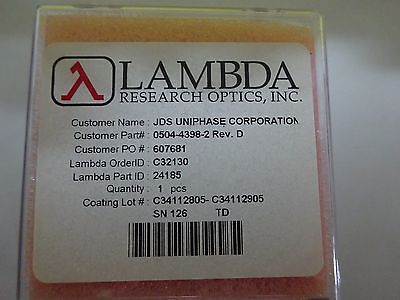 λ LAMBDA
RESEARCH OPTICS, INC.
Customer Name : JDS UNIPHASE CORPORATION
Customer Part# : 0504-4398-2 Rev. D
Customer PO # : 607681
Lambda OrderID : C32130
Lambda Part ID : 24185
Quantity : 1 pcs
Coating Lot # : C34112805- C34112905
SN 126 TD